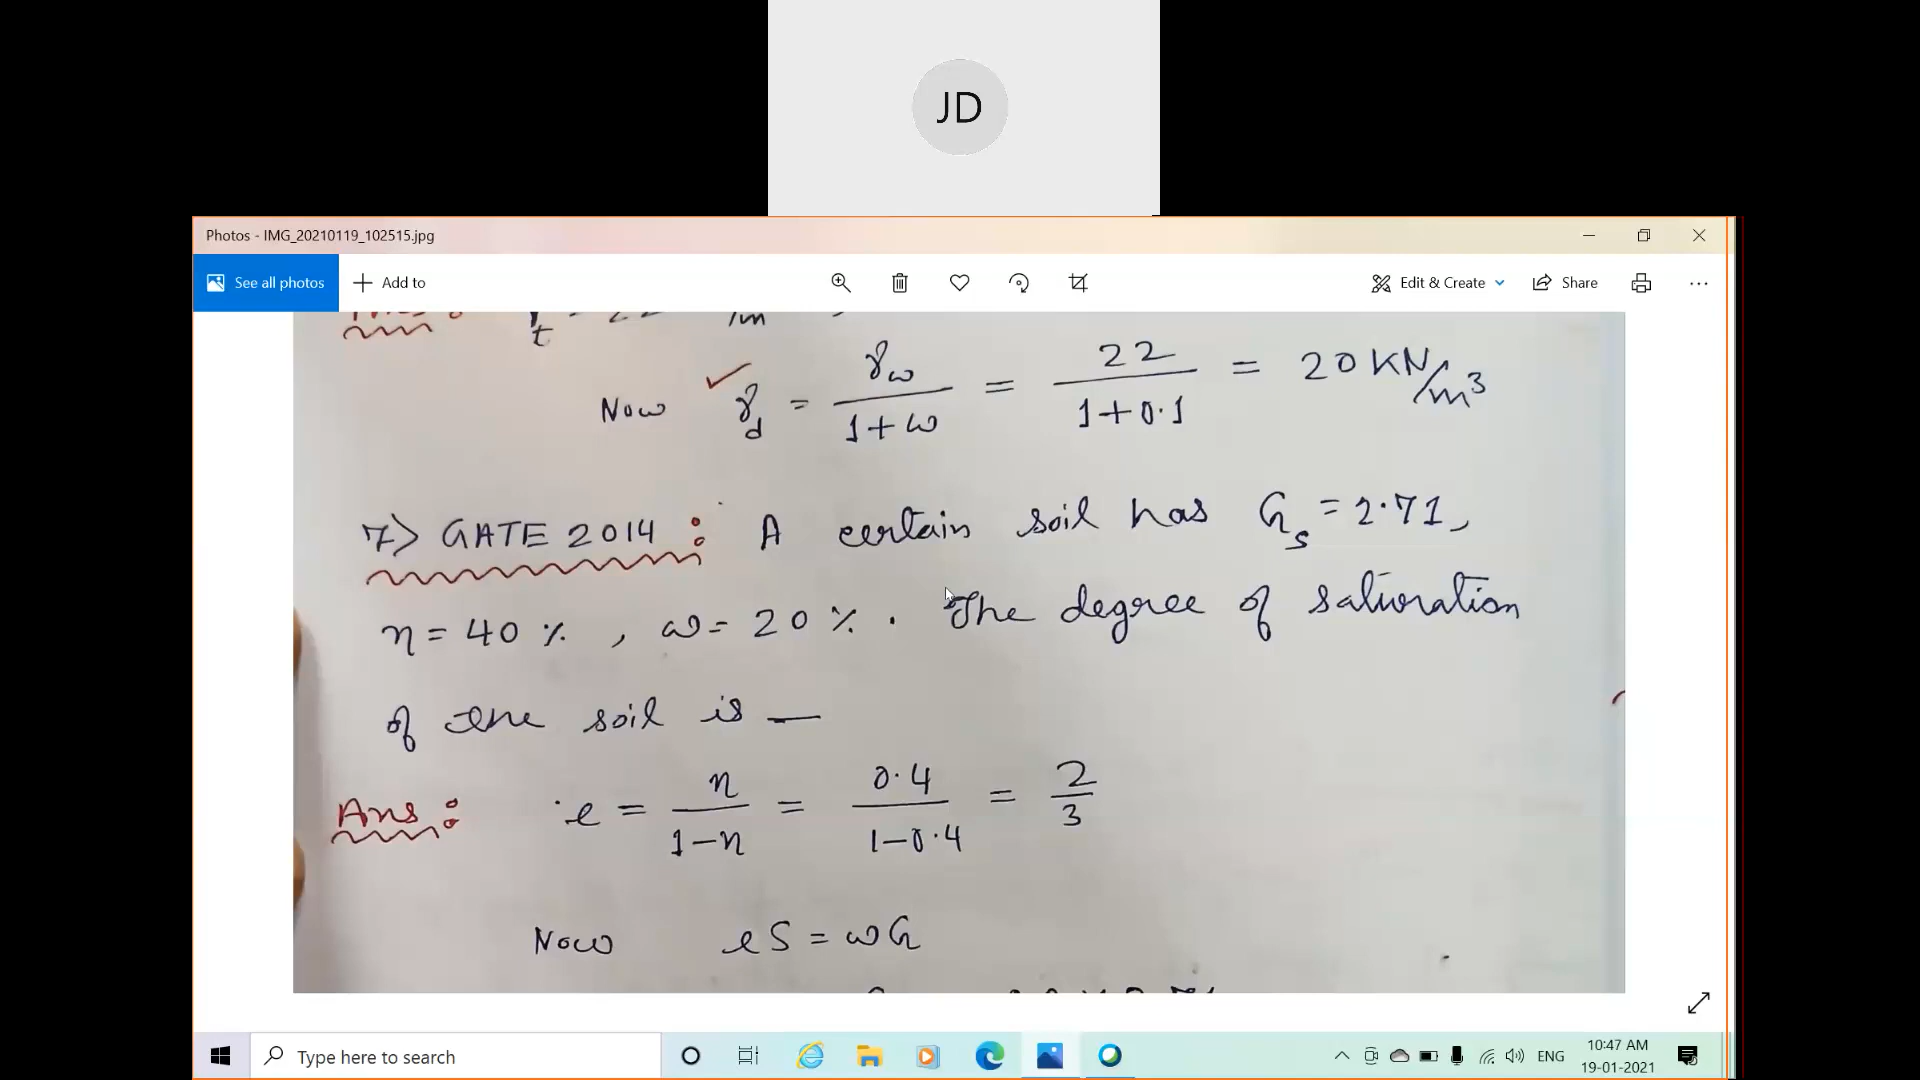 JD
Photos - IMG_20210119_102515.jpg
See all photos
Add to
Edit & Create
Share
Now γd = γω / 1+ω = 22 / 1+0.1 = 20 KN/m³
7) GATE 2014 : A certain soil has Gs = 2.71,
η = 40 % , ω = 20 % . The degree of saturation
of the soil is —
Ans : e = η / 1-η = 0.4 / 1-0.4 = 2/3
Now eS = ωG
Type here to search
ENG
10:47 AM
19-01-2021